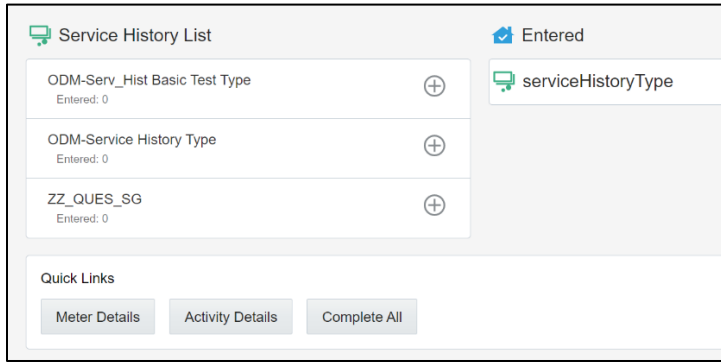 Service History List
ODM-Serv_Hist Basic Test Type
Entered: 0
ODM-Service History Type
Entered: 0
ZZ_QUES_SG
Entered: 0
Entered
serviceHistoryType
Quick Links
Meter Details
Activity Details
Complete All